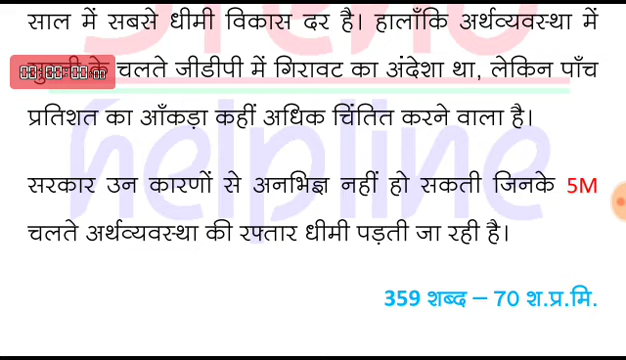 साल में सबसे धीमी विकास दर है। हालाँकि अर्थव्यवस्था में
के चलते जीडीपी में गिरावट का अंदेशा था, लेकिन पाँच
प्रतिशत का आँकड़ा कहीं अधिक चिंतित करने वाला है।
सरकार उन कारणों से अनभिज्ञ नहीं हो सकती जिनके 5M
चलते अर्थव्यवस्था की रफ्तार धीमी पड़ती जा रही है।
359 शब्द – 70 श.प्र.मि.
helpline